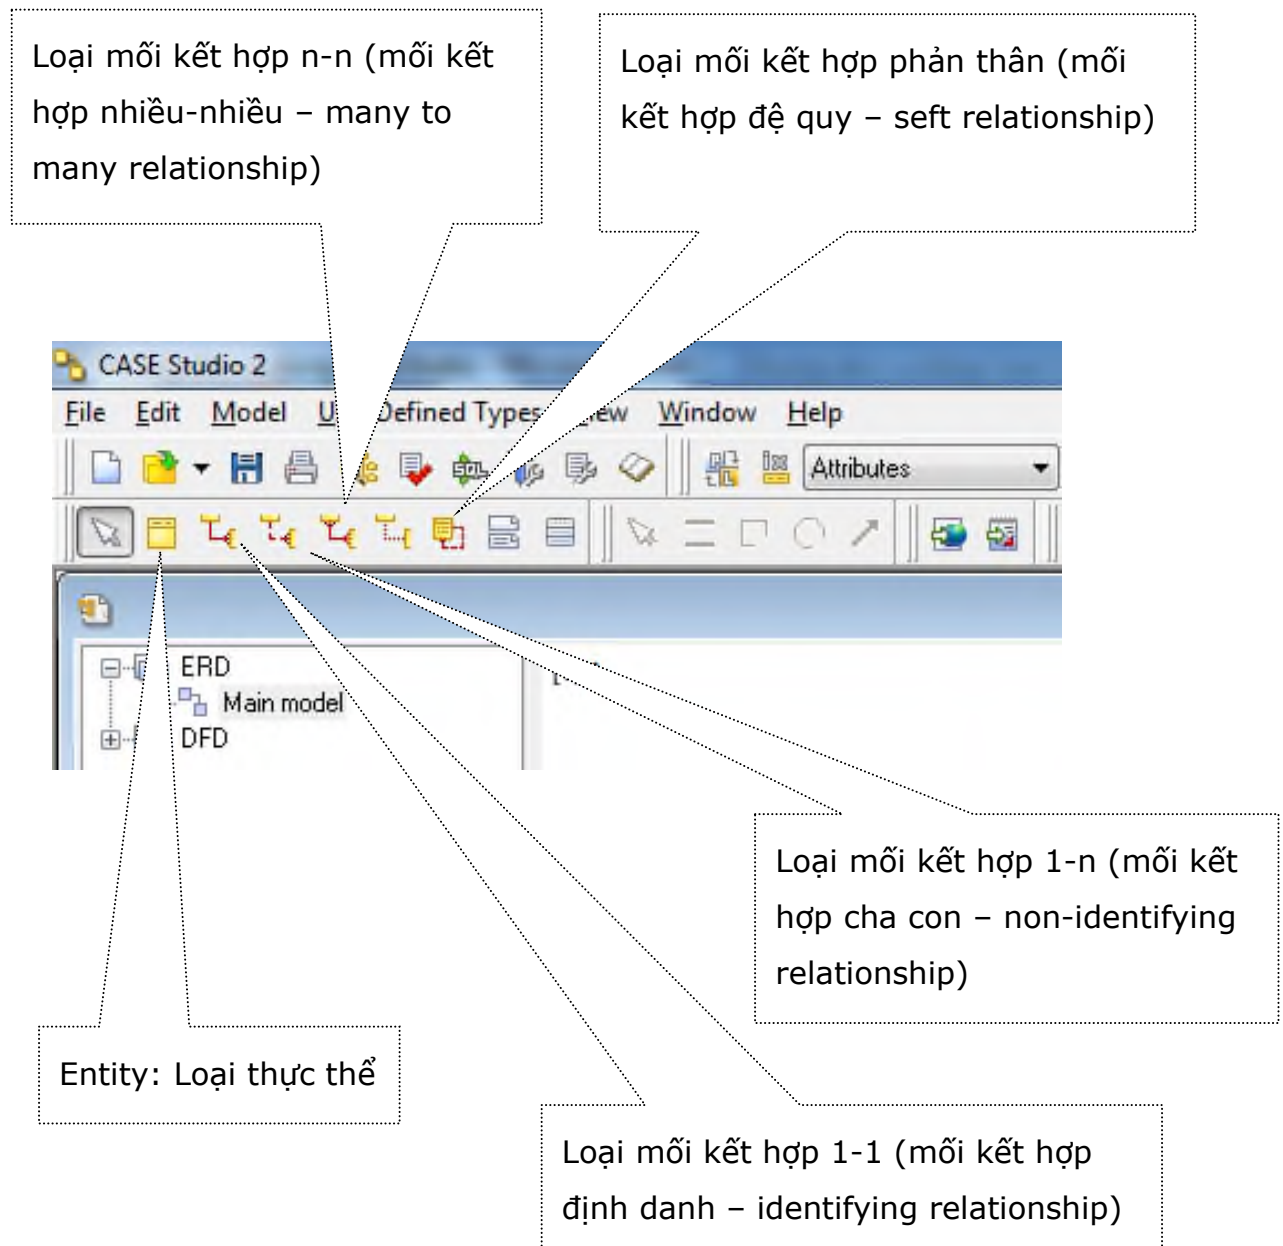 Loại mối kết hợp n-n (mối kết
hợp nhiều-nhiều – many to
many relationship)
Loại mối kết hợp phản thân (mối
kết hợp đệ quy – seft relationship)
CASE Studio 2
File Edit Model Defined Types Window Help
Attributes
ERD
Main model
DFD
Loại mối kết hợp 1-n (mối kết
hợp cha con – non-identifying
relationship)
Entity: Loại thực thể
Loại mối kết hợp 1-1 (mối kết hợp
định danh – identifying relationship)